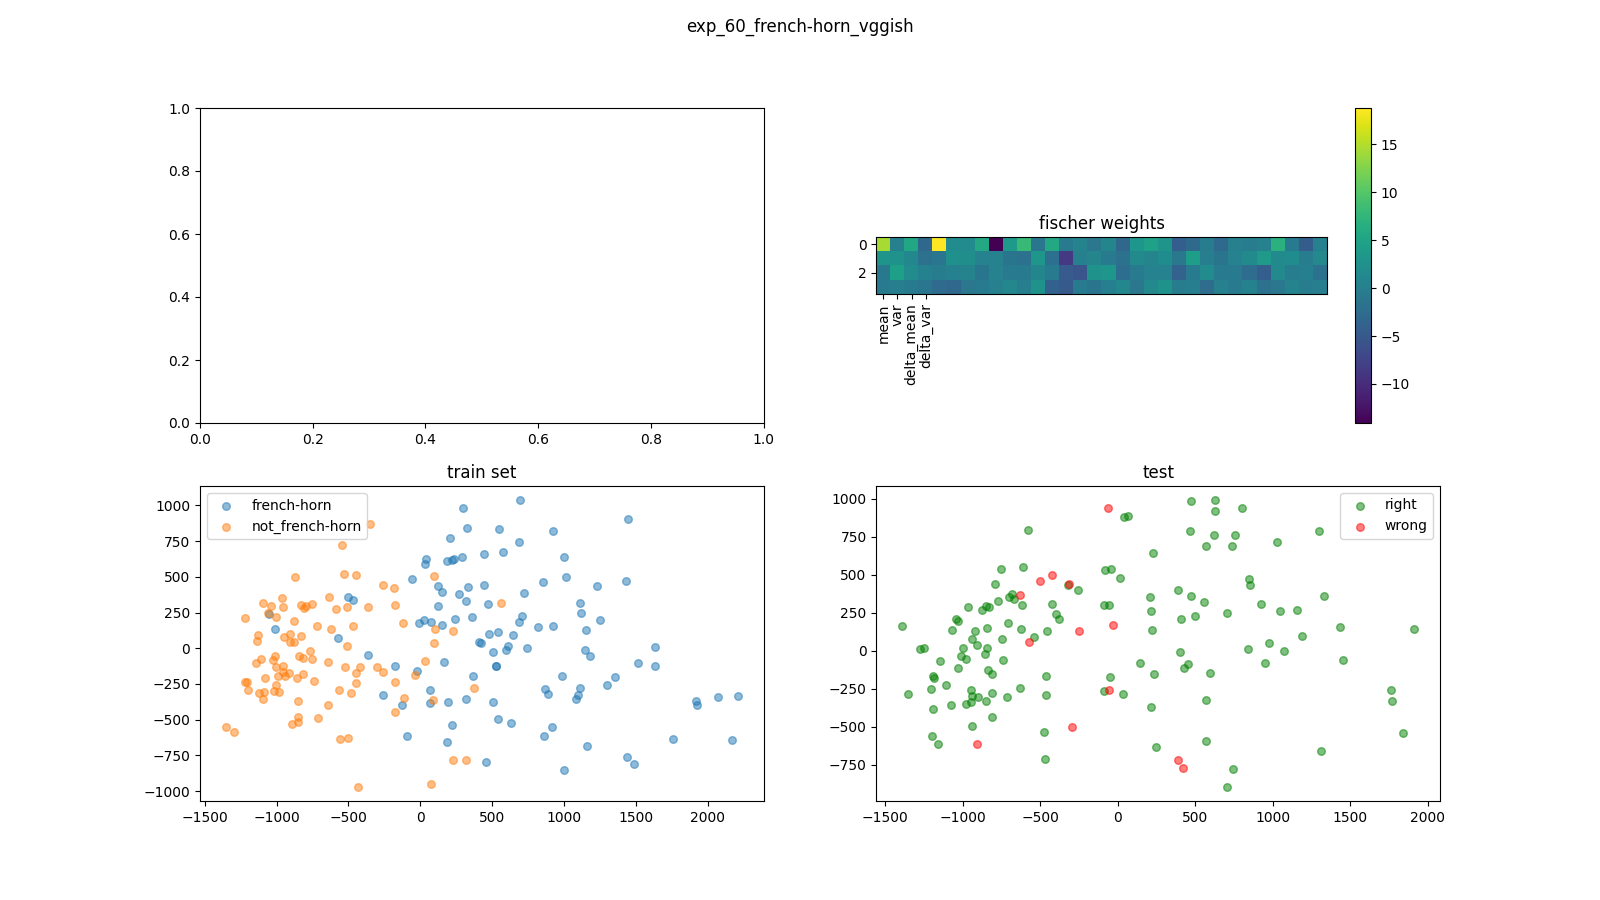 exp_60_french-horn_vggish
1.0
0.8
0.6
0.4
0.2
0.0
0.0 0.2 0.4 0.6 0.8 1.0
fischer weights
0
2
mean
var
delta_mean
delta_var
15
10
5
0
−5
−10
train set
french-horn
not_french-horn
1000
750
500
250
0
−250
−500
−750
−1000
−1500 −1000 −500 0 500 1000 1500 2000
test
right
wrong
1000
750
500
250
0
−250
−500
−750
−1500 −1000 −500 0 500 1000 1500 2000